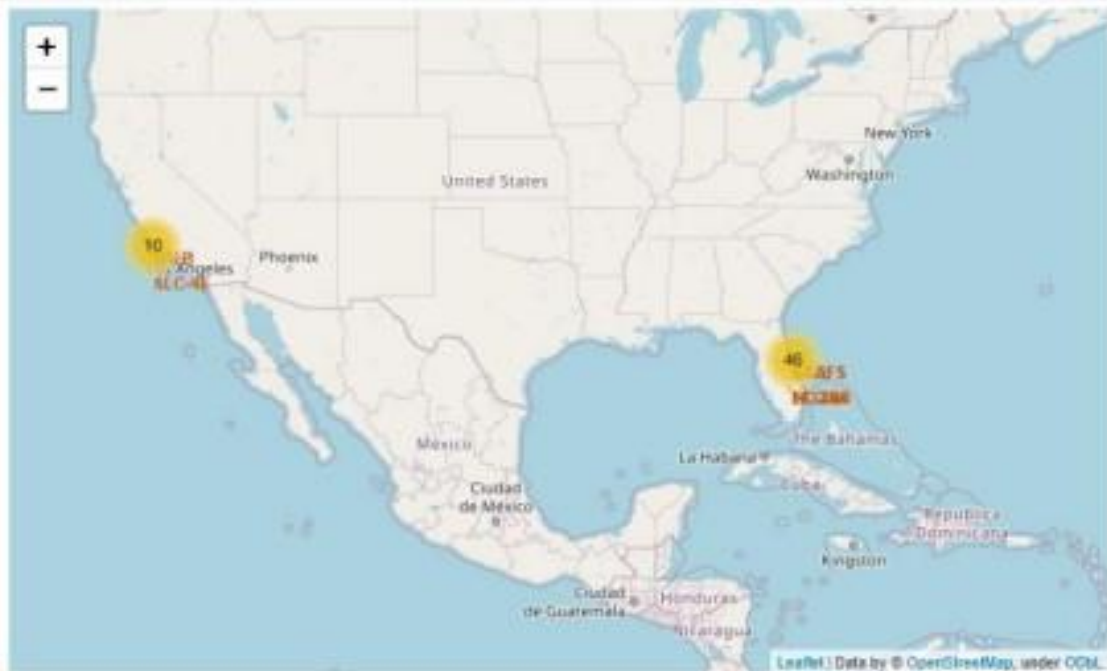 +
−
New York
Washington
United States
10
Angeles
Phoenix
46
AFS
México
The Bahamas
La Habana
Cuba
Ciudad
de México
República
Dominicana
Kingston
Ciudad
de Guatemala
Honduras
Nicaragua
Leaflet | Data by © OpenStreetMap, under ODbL.